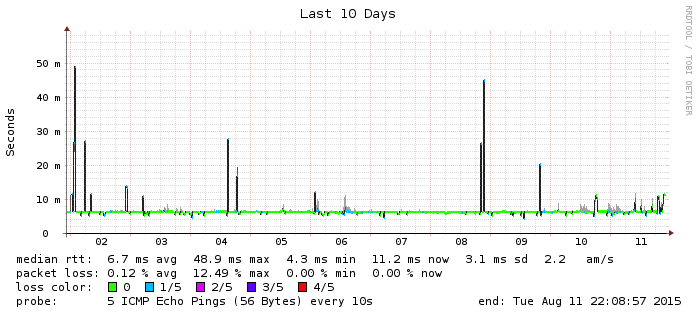 Last 10 Days
RRDTOOL / TOBI OETIKER
Seconds
50 m
40 m
30 m
20 m
10 m
0
02 03 04 05 06 07 08 09 10 11
median rtt: 6.7 ms avg 48.9 ms max 4.3 ms min 11.2 ms now 3.1 ms sd 2.2 am/s
packet loss: 0.12 % avg 12.49 % max 0.00 % min 0.00 % now
loss color: 0 1/5 2/5 3/5 4/5
probe: 5 ICMP Echo Pings (56 Bytes) every 10s end: Tue Aug 11 22:08:57 2015